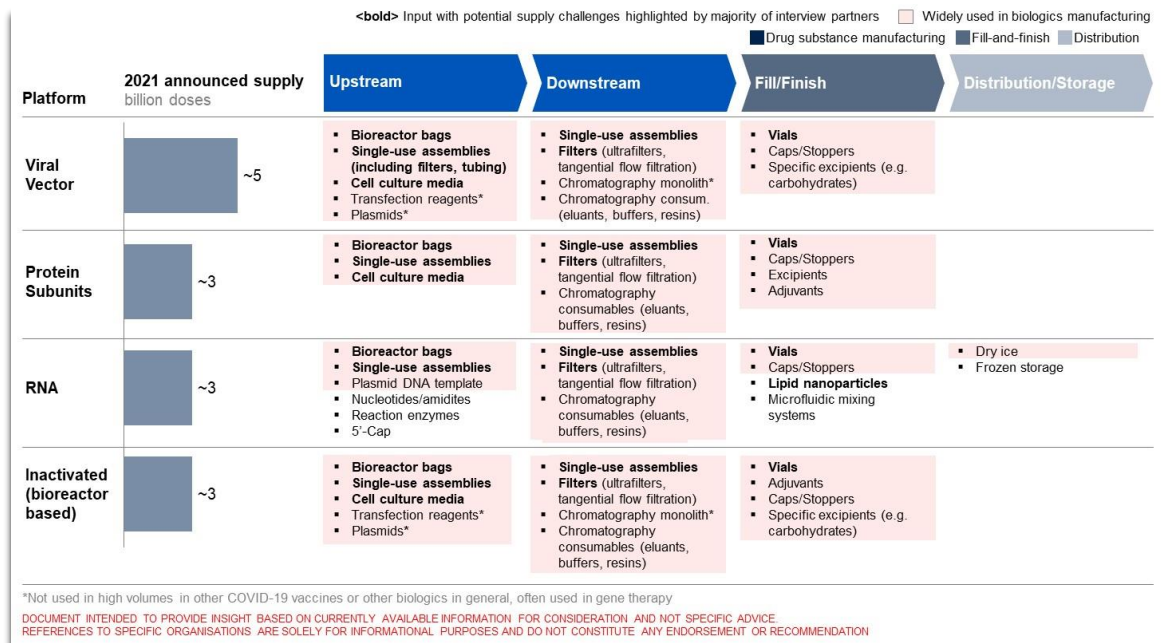 <bold> Input with potential supply challenges highlighted by majority of interview partners
Widely used in biologics manufacturing
Drug substance manufacturing
Fill-and-finish
Distribution
Platform
2021 announced supply
billion doses
Upstream
Downstream
Fill/Finish
Distribution/Storage
Viral
Vector
~5
▪ Bioreactor bags
▪ Single-use assemblies
(including filters, tubing)
▪ Cell culture media
▪ Transfection reagents*
▪ Plasmids*
▪ Single-use assemblies
▪ Filters (ultrafilters,
tangential flow filtration)
▪ Chromatography monolith*
▪ Chromatography consum.
(eluants, buffers, resins)
▪ Vials
▪ Caps/Stoppers
▪ Specific excipients (e.g.
carbohydrates)
Protein
Subunits
~3
▪ Bioreactor bags
▪ Single-use assemblies
▪ Cell culture media
▪ Single-use assemblies
▪ Filters (ultrafilters,
tangential flow filtration)
▪ Chromatography
consumables (eluants,
buffers, resins)
▪ Vials
▪ Caps/Stoppers
▪ Excipients
▪ Adjuvants
RNA
~3
▪ Bioreactor bags
▪ Single-use assemblies
▪ Plasmid DNA template
▪ Nucleotides/amidites
▪ Reaction enzymes
▪ 5'-Cap
▪ Single-use assemblies
▪ Filters (ultrafilters,
tangential flow filtration)
▪ Chromatography
consumables (eluants,
buffers, resins)
▪ Vials
▪ Caps/Stoppers
▪ Lipid nanoparticles
▪ Microfluidic mixing
systems
▪ Dry ice
▪ Frozen storage
Inactivated
(bioreactor
based)
~3
▪ Bioreactor bags
▪ Single-use assemblies
▪ Cell culture media
▪ Transfection reagents*
▪ Plasmids*
▪ Single-use assemblies
▪ Filters (ultrafilters,
tangential flow filtration)
▪ Chromatography monolith*
▪ Chromatography
consumables (eluants,
buffers, resins)
▪ Vials
▪ Adjuvants
▪ Caps/Stoppers
▪ Specific excipients (e.g.
carbohydrates)
*Not used in high volumes in other COVID-19 vaccines or other biologics in general, often used in gene therapy
DOCUMENT INTENDED TO PROVIDE INSIGHT BASED ON CURRENTLY AVAILABLE INFORMATION FOR CONSIDERATION AND NOT SPECIFIC ADVICE.
REFERENCES TO SPECIFIC ORGANISATIONS ARE SOLELY FOR INFORMATIONAL PURPOSES AND DO NOT CONSTITUTE ANY ENDORSEMENT OR RECOMMENDATION